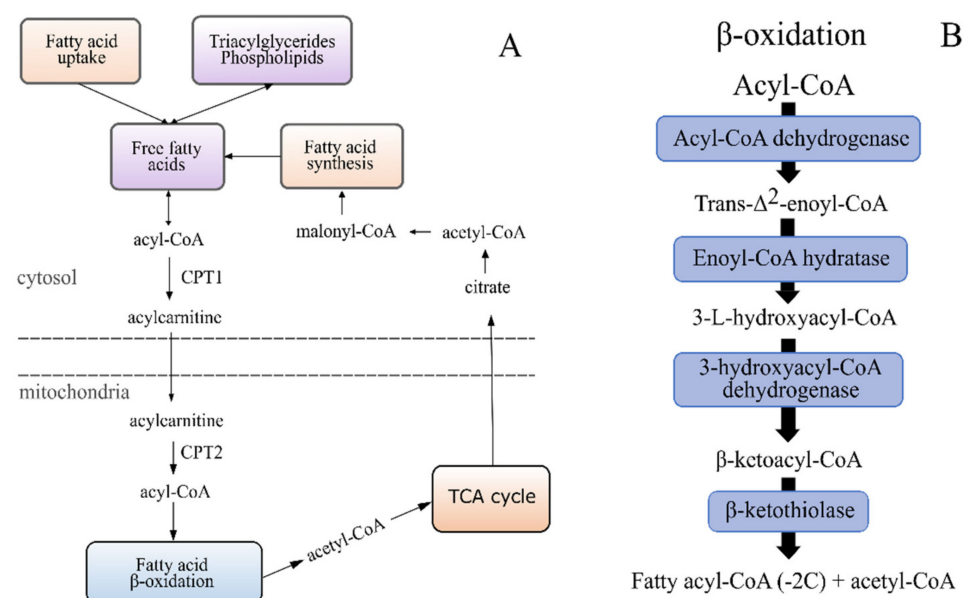 A
Fatty acid
uptake
Triacylglycerides
Phospholipids
Free fatty
acids
Fatty acid
synthesis
malonyl-CoA
acetyl-CoA
acyl-CoA
CPT1
cytosol
citrate
acylcarnitine
mitochondria
acylcarnitine
CPT2
acyl-CoA
TCA cycle
acetyl-CoA
Fatty acid
β-oxidation
B
β-oxidation
Acyl-CoA
Acyl-CoA dehydrogenase
Trans-Δ²-enoyl-CoA
Enoyl-CoA hydratase
3-L-hydroxyacyl-CoA
3-hydroxyacyl-CoA
dehydrogenase
β-ketoacyl-CoA
β-ketothiolase
Fatty acyl-CoA (-2C) + acetyl-CoA